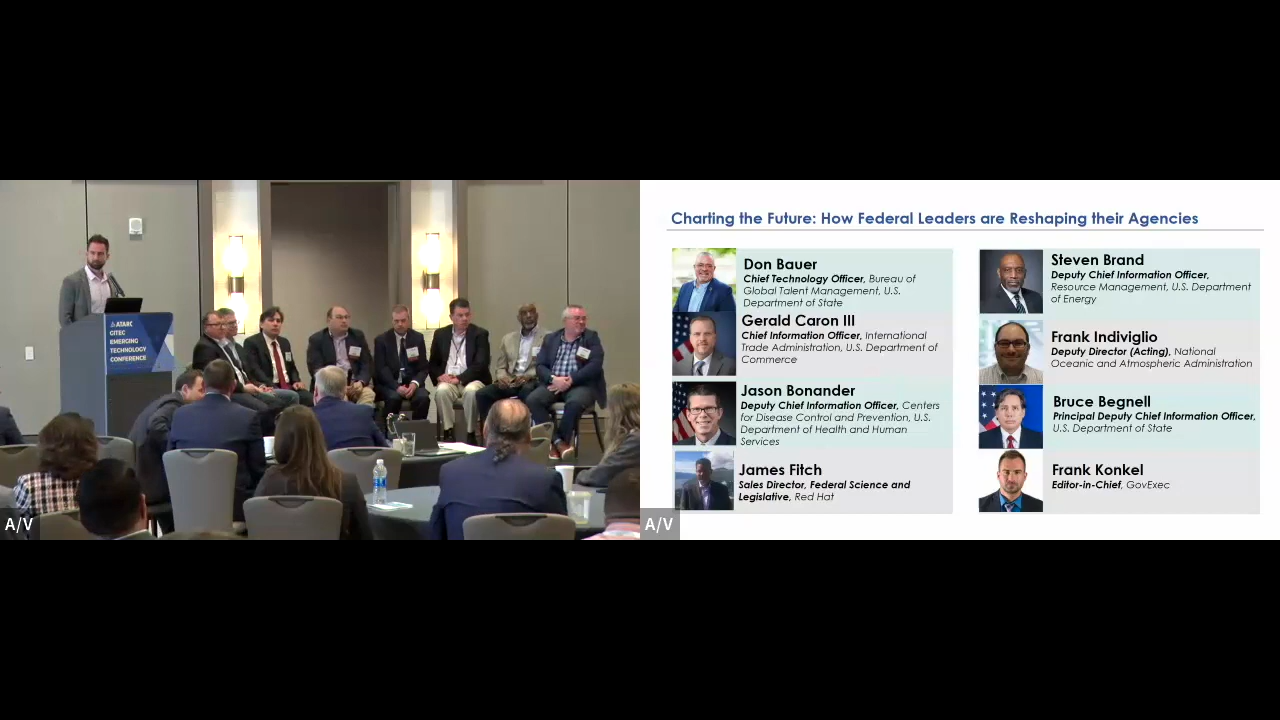 ATARC
GITEC
EMERGING
TECHNOLOGY
CONFERENCE
A/V
Charting the Future: How Federal Leaders are Reshaping their Agencies
Don Bauer
Chief Technology Officer, Bureau of
Global Talent Management, U.S.
Department of State
Gerald Caron III
Chief Information Officer, International
Trade Administration, U.S. Department of
Commerce
Jason Bonander
Deputy Chief Information Officer, Centers
for Disease Control and Prevention, U.S.
Department of Health and Human
Services
James Fitch
Sales Director, Federal Science and
Legislative, Red Hat
Steven Brand
Deputy Chief Information Officer,
Resource Management, U.S. Department
of Energy
Frank Indiviglio
Deputy Director (Acting), National
Oceanic and Atmospheric Administration
Bruce Begnell
Principal Deputy Chief Information Officer,
U.S. Department of State
Frank Konkel
Editor-in-Chief, GovExec
A/V